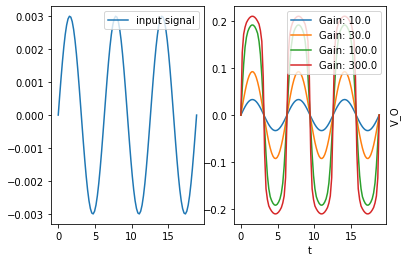 input signal
0.003
0.002
0.001
0.000
-0.001
-0.002
-0.003
0
5
10
15
Gain: 10.0
Gain: 30.0
Gain: 100.0
Gain: 300.0
0.2
0.1
0.0
-0.1
-0.2
0
5
10
15
t
V_O